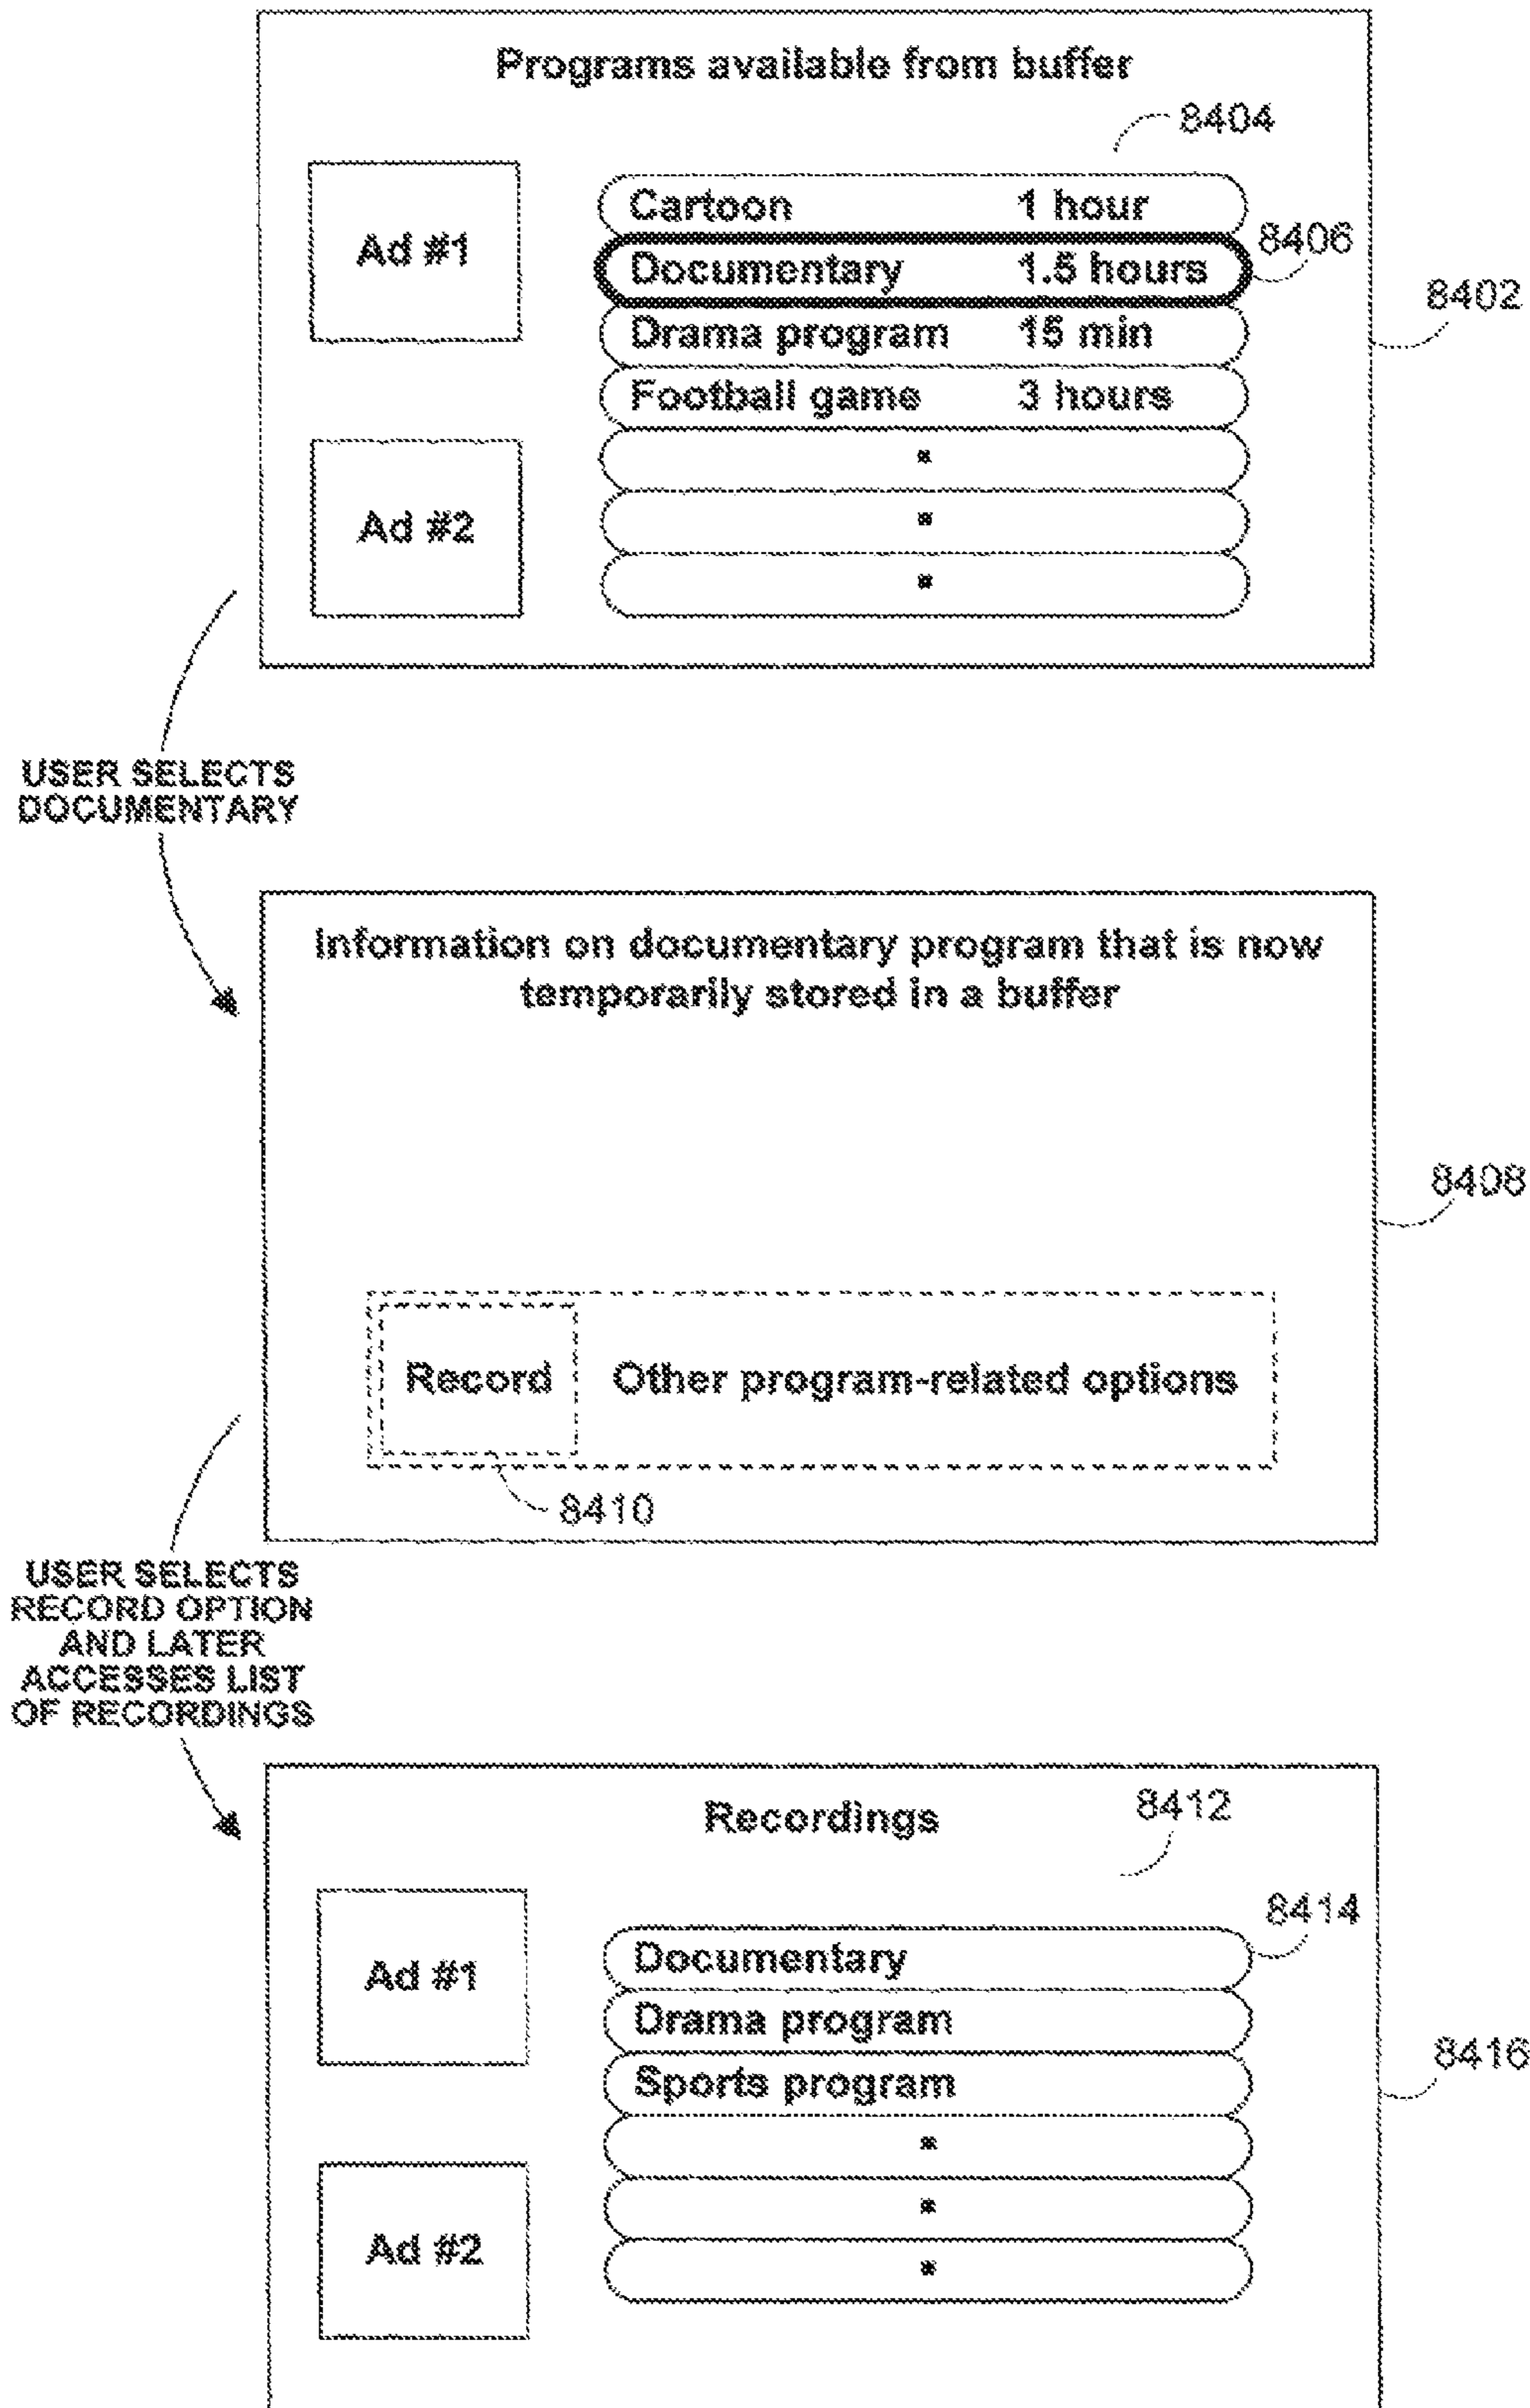 Programs available from buffer
8404
Ad #1
Cartoon 1 hour
8406
Documentary 1.5 hours
8402
Drama program 15 min
Football game 3 hours
Ad #2
USER SELECTS
DOCUMENTARY
Information on documentary program that is now
temporarily stored in a buffer
8408
Record Other program-related options
8410
USER SELECTS
RECORD OPTION
AND LATER
ACCESSES LIST
OF RECORDINGS
Recordings
8412
8414
Ad #1
Documentary
Drama program
8416
Sports program
Ad #2